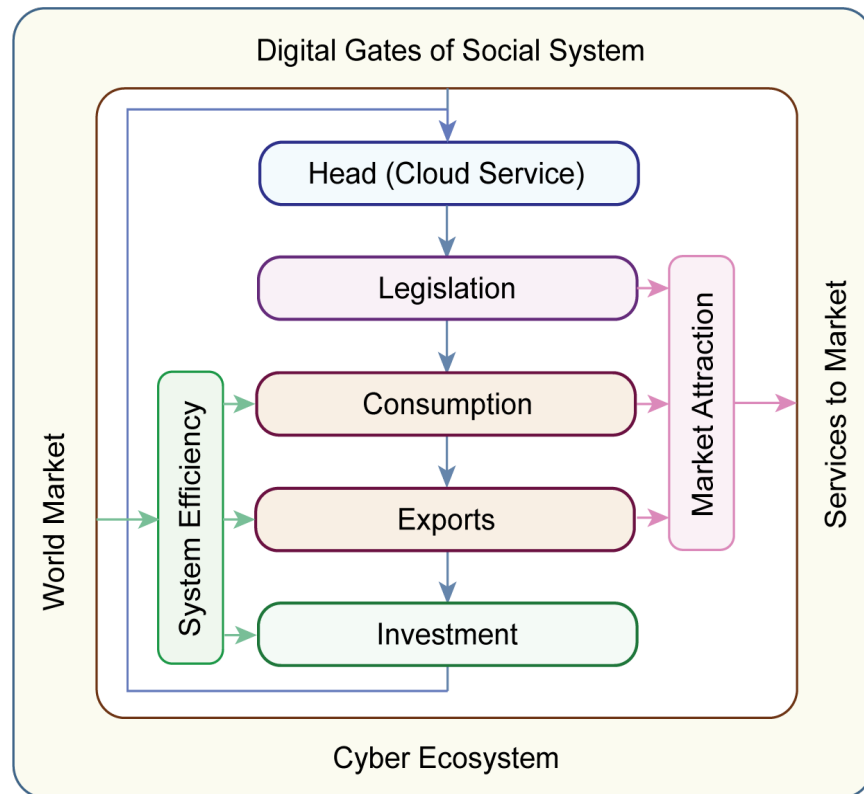 Digital Gates of Social System
Head (Cloud Service)
Legislation
Consumption
Exports
Investment
System Efficiency
Market Attraction
World Market
Services to Market
Cyber Ecosystem